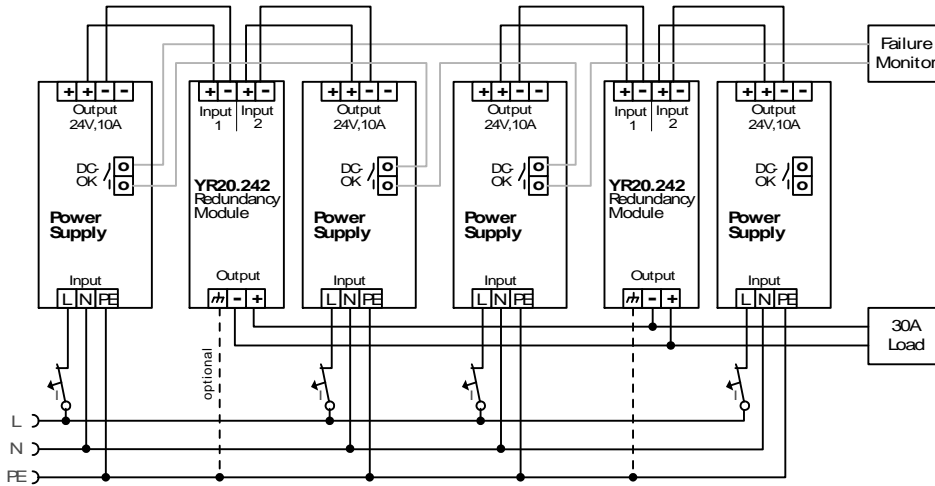 Failure
Monitor
+ + - -
Output
24V,10A
DC-
OK
I
Power
Supply
Input
L N PE
+ - + -
Input
1
Input
2
YR20.242
Redundancy
Module
Output
- +
optional
+ + - -
Output
24V,10A
DC-
OK
I
Power
Supply
Input
L N PE
+ + - -
Output
24V,10A
DC-
OK
I
Power
Supply
Input
L N PE
+ - + -
Input
1
Input
2
YR20.242
Redundancy
Module
Output
- +
+ + - -
Output
24V,10A
DC-
OK
I
Power
Supply
Input
L N PE
30A
Load
I
I
I
I
L
N
PE